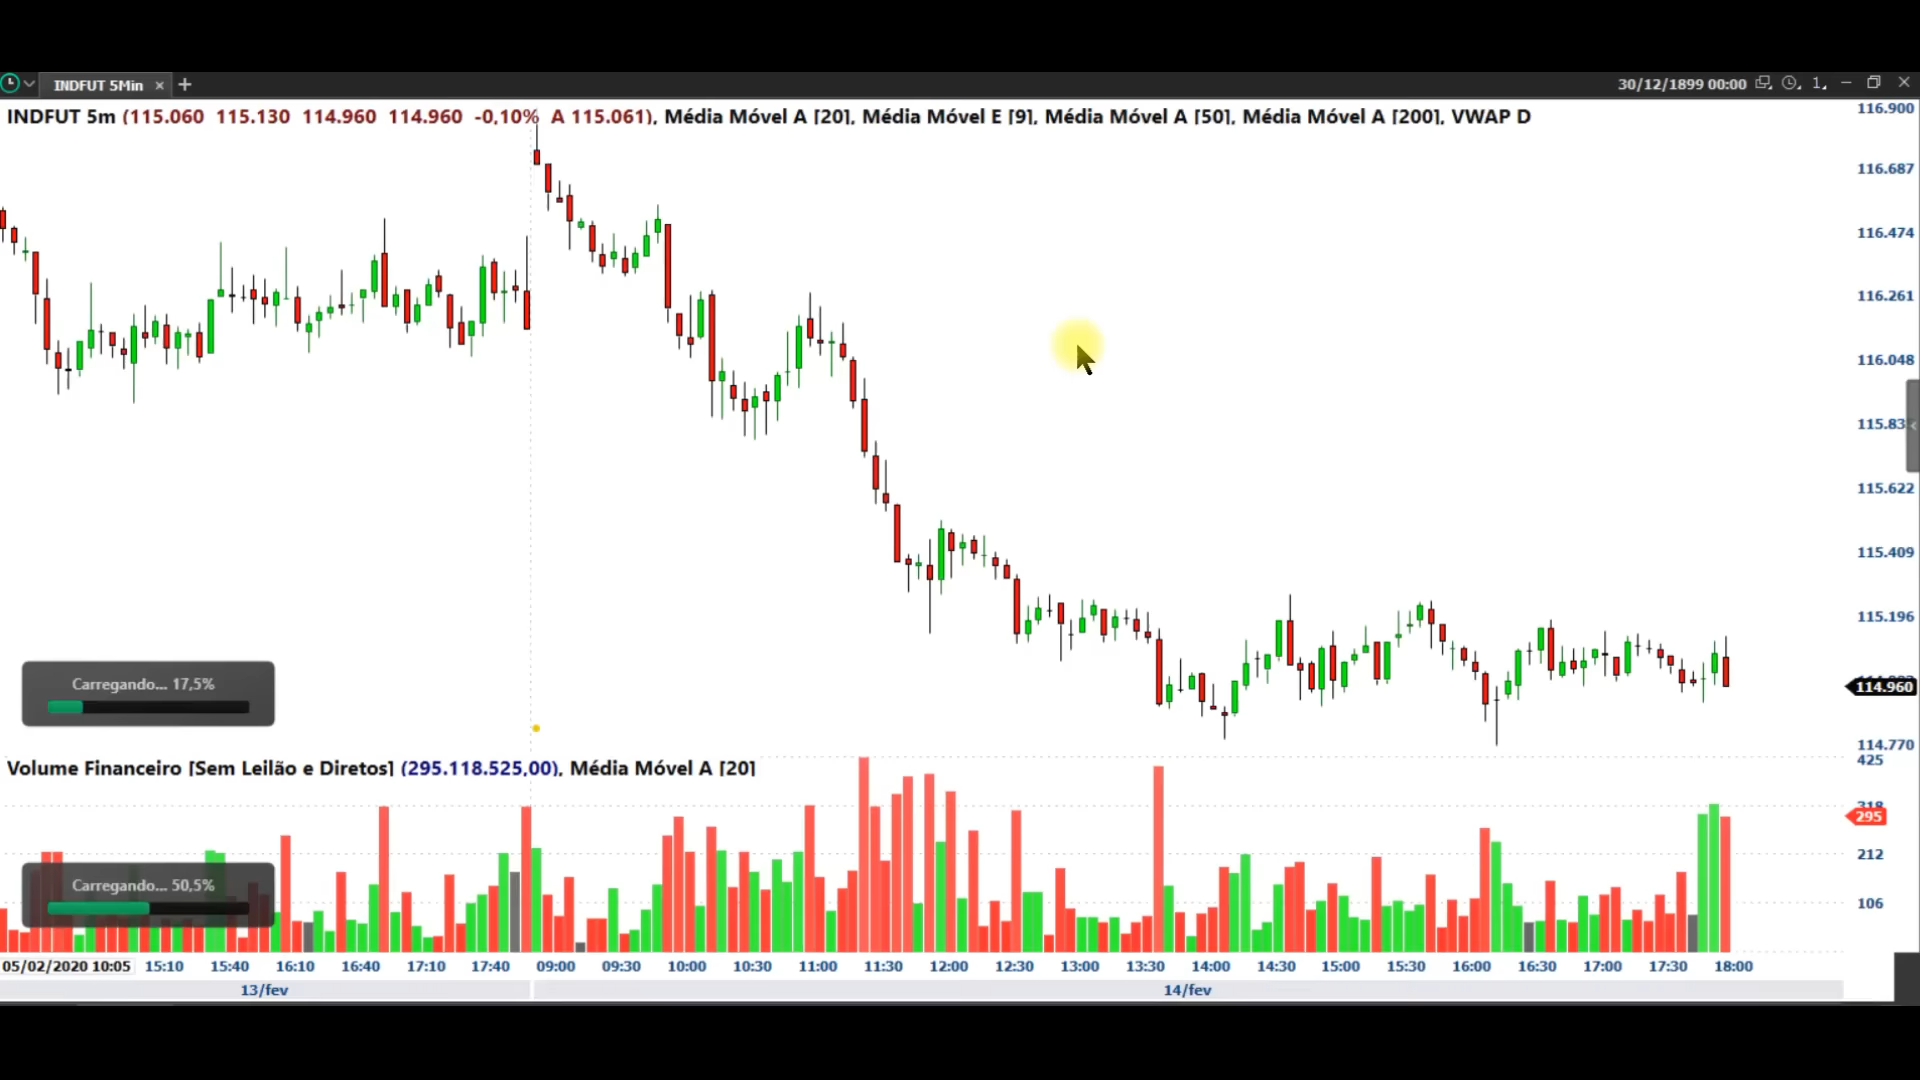 INDFUT 5Min × +
30/12/1899 00:00 1
INDFUT 5m (115.060 115.130 114.960 114.960 -0,10% A 115.061), Média Móvel A [20], Média Móvel E [9], Média Móvel A [50], Média Móvel A [200], VWAP D
116.900
116.687
116.474
116.261
116.048
115.83
115.622
115.409
115.196
114.960
114.770
Carregando... 17,5%
Volume Financeiro [Sem Leilão e Diretos] (295.118.525,00), Média Móvel A [20]
425
318
295
212
106
Carregando... 50,5%
05/02/2020 10:05 15:10 15:40 16:10 16:40 17:10 17:40 09:00 09:30 10:00 10:30 11:00 11:30 12:00 12:30 13:00 13:30 14:00 14:30 15:00 15:30 16:00 16:30 17:00 17:30 18:00
13/fev 14/fev